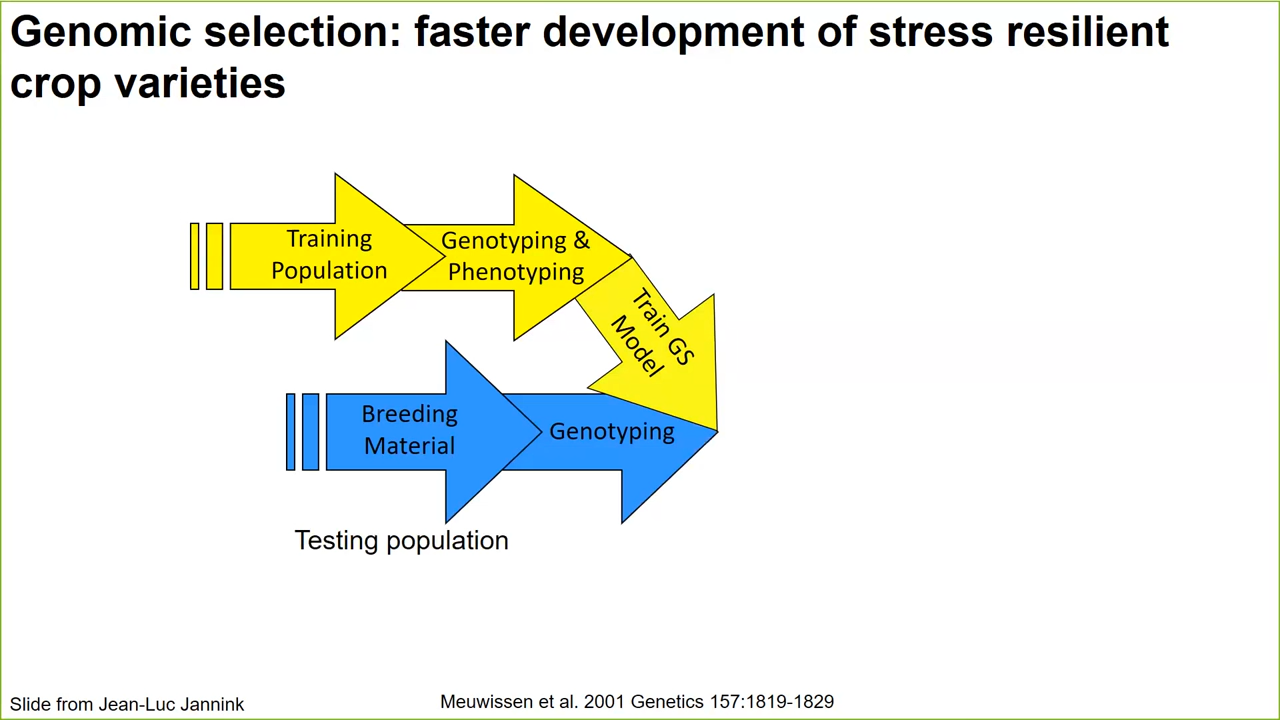 Genomic selection: faster development of stress resilient
crop varieties
Training
Population
Genotyping &
Phenotyping
Train GS
Model
Breeding
Material
Genotyping
Testing population
Slide from Jean-Luc Jannink
Meuwissen et al. 2001 Genetics 157:1819-1829